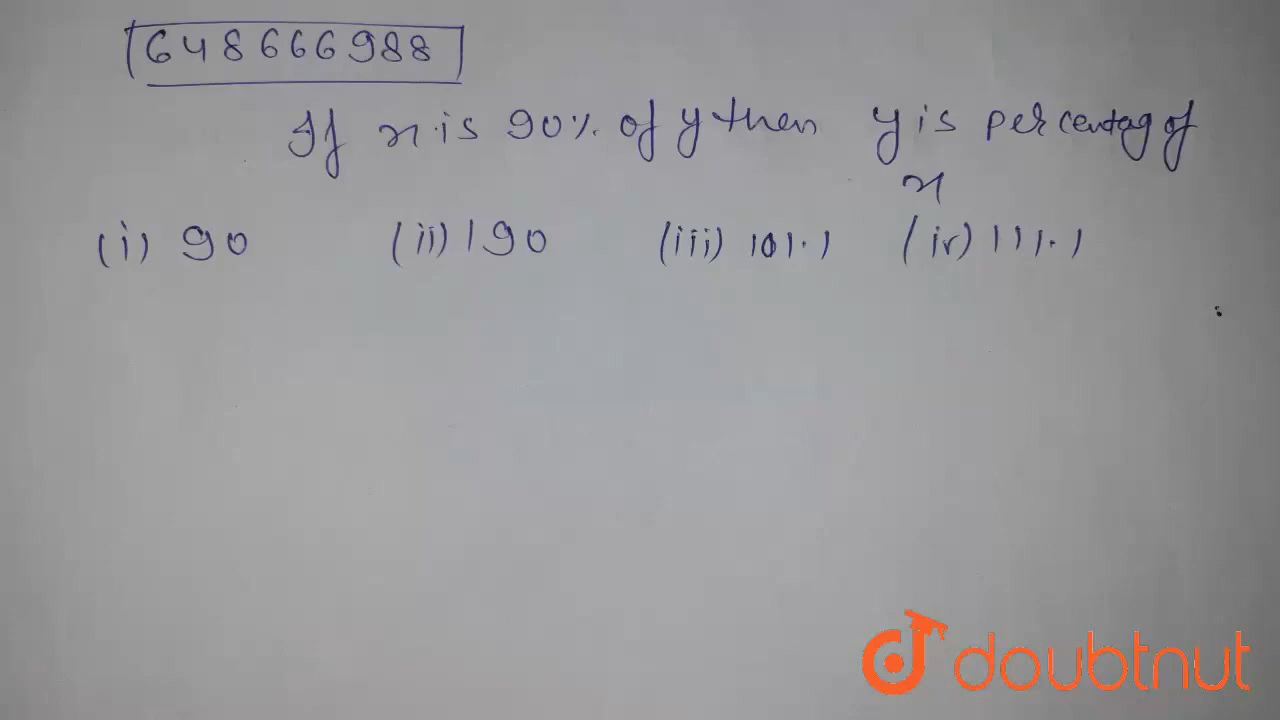 648666988
If x is 90% of y then y is percentag of
x
(i) 90 (ii) 190 (iii) 101.1 (iv) 111.1
doubtnut